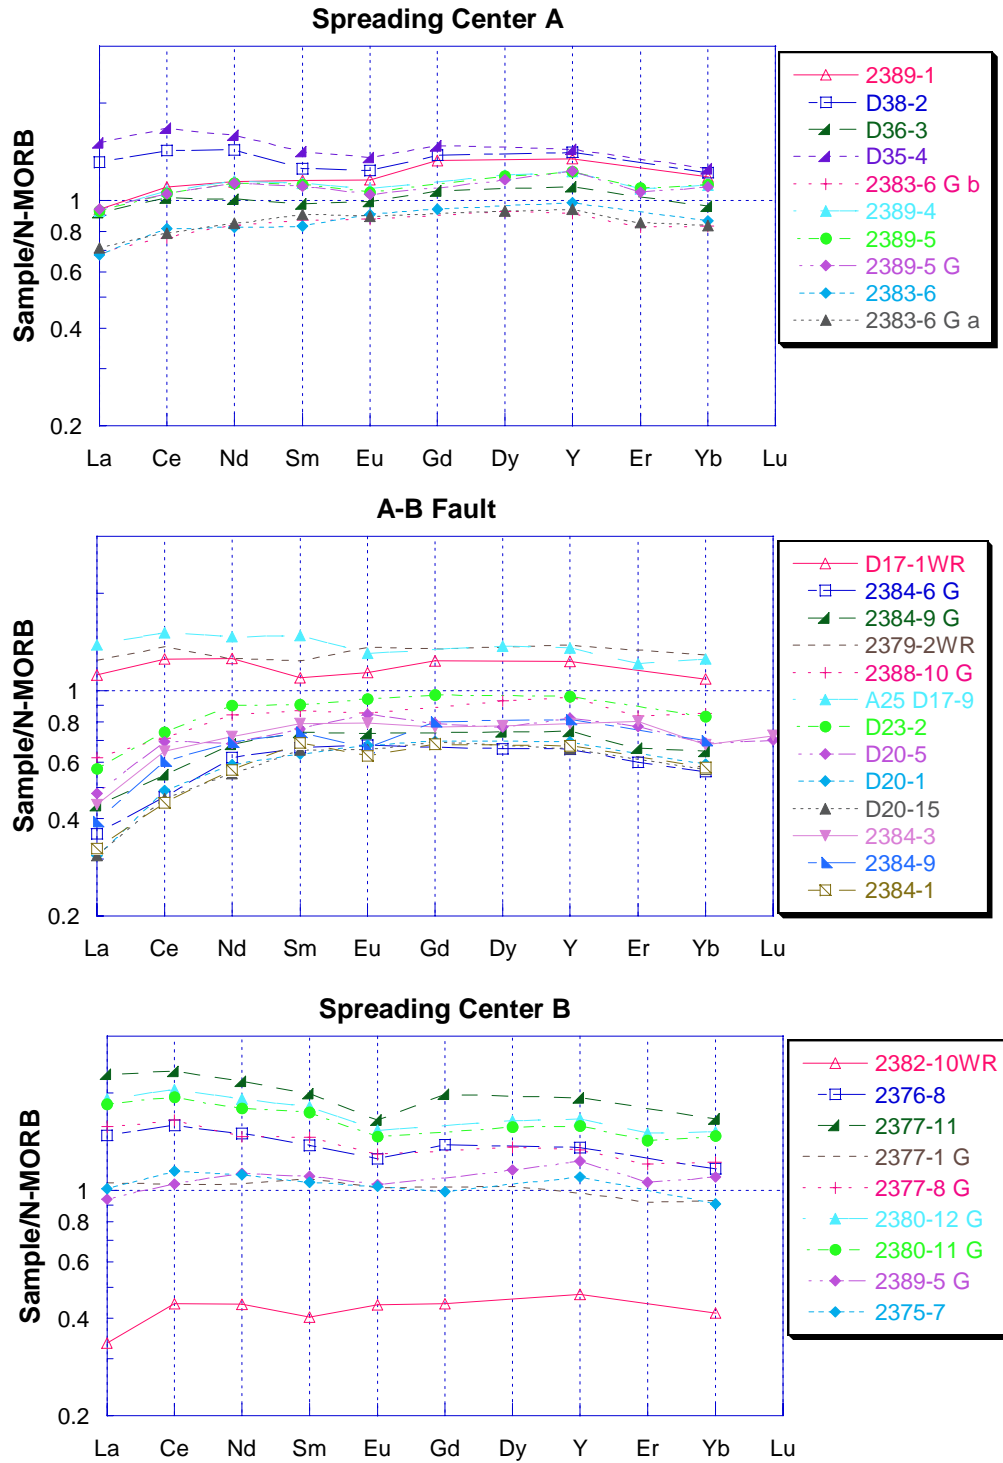 Spreading Center A
Sample/N-MORB
1
0.8
0.6
0.4
0.2
La Ce Nd Sm Eu Gd Dy Y Er Yb Lu
2389-1
D38-2
D36-3
D35-4
2383-6 G b
2389-4
2389-5
2389-5 G
2383-6
2383-6 G a
A-B Fault
Sample/N-MORB
1
0.8
0.6
0.4
0.2
La Ce Nd Sm Eu Gd Dy Y Er Yb Lu
D17-1WR
2384-6 G
2384-9 G
2379-2WR
2388-10 G
A25 D17-9
D23-2
D20-5
D20-1
D20-15
2384-3
2384-9
2384-1
Spreading Center B
Sample/N-MORB
1
0.8
0.6
0.4
0.2
La Ce Nd Sm Eu Gd Dy Y Er Yb Lu
2382-10WR
2376-8
2377-11
2377-1 G
2377-8 G
2380-12 G
2380-11 G
2389-5 G
2375-7